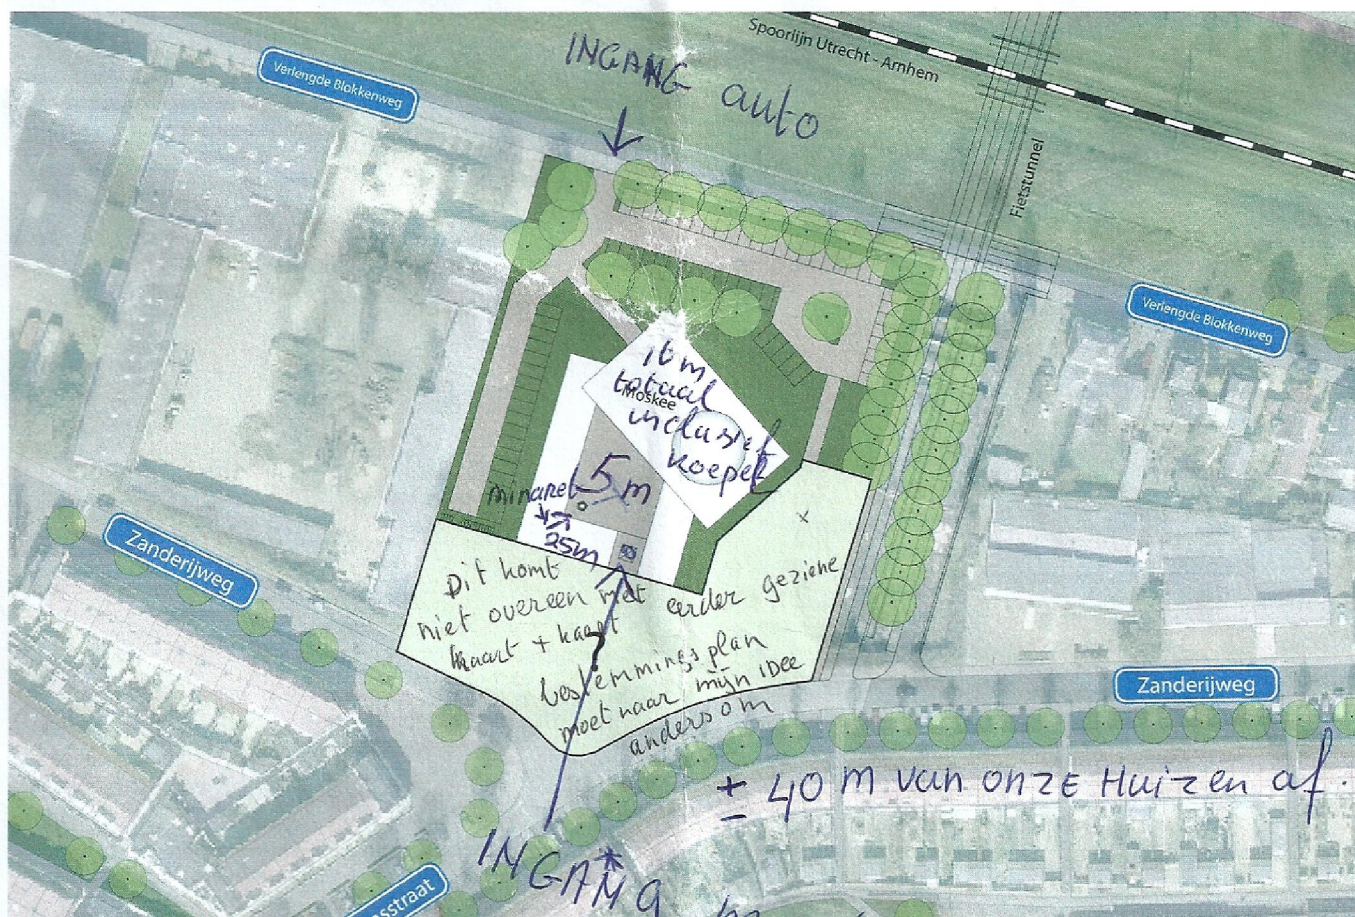 Spoorlijn Utrecht - Arnhem
INGANG auto
Verlengde Blokkenweg
Fietstunnel
Verlengde Blokkenweg
16 m
totaal
Moskee
inclusief
koepel
5 m
minaret
25m
Zanderijweg
Dit komt
niet overeen met eerder geziene
kaart + kaart
?
bestemmingsplan
moet naar mijn IDee
andersom
Zanderijweg
± 40 m van onze Huizen af.
INGANG
sstraat